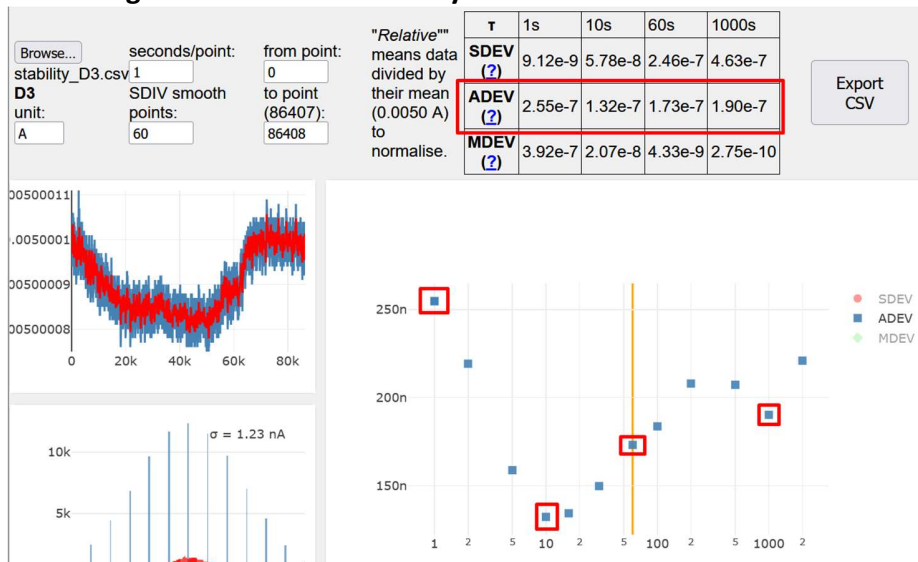 Browse...
stability_D3.csv
D3
unit:
A
seconds/point:
1
SDIV smooth
points:
60
from point:
0
to point
(86407):
86408
"Relative""
means data
divided by
their mean
(0.0050 A)
to
normalise.
τ 1s 10s 60s 1000s
SDEV (?) 9.12e-9 5.78e-8 2.46e-7 4.63e-7
ADEV (?) 2.55e-7 1.32e-7 1.73e-7 1.90e-7
MDEV (?) 3.92e-7 2.07e-8 4.33e-9 2.75e-10
Export
CSV
00500011
.0050001
00500009
00500008
0 20k 40k 60k 80k
σ = 1.23 nA
10k
5k
250n
200n
150n
1 2 5 10 2 5 100 2 5 1000 2
SDEV
ADEV
MDEV